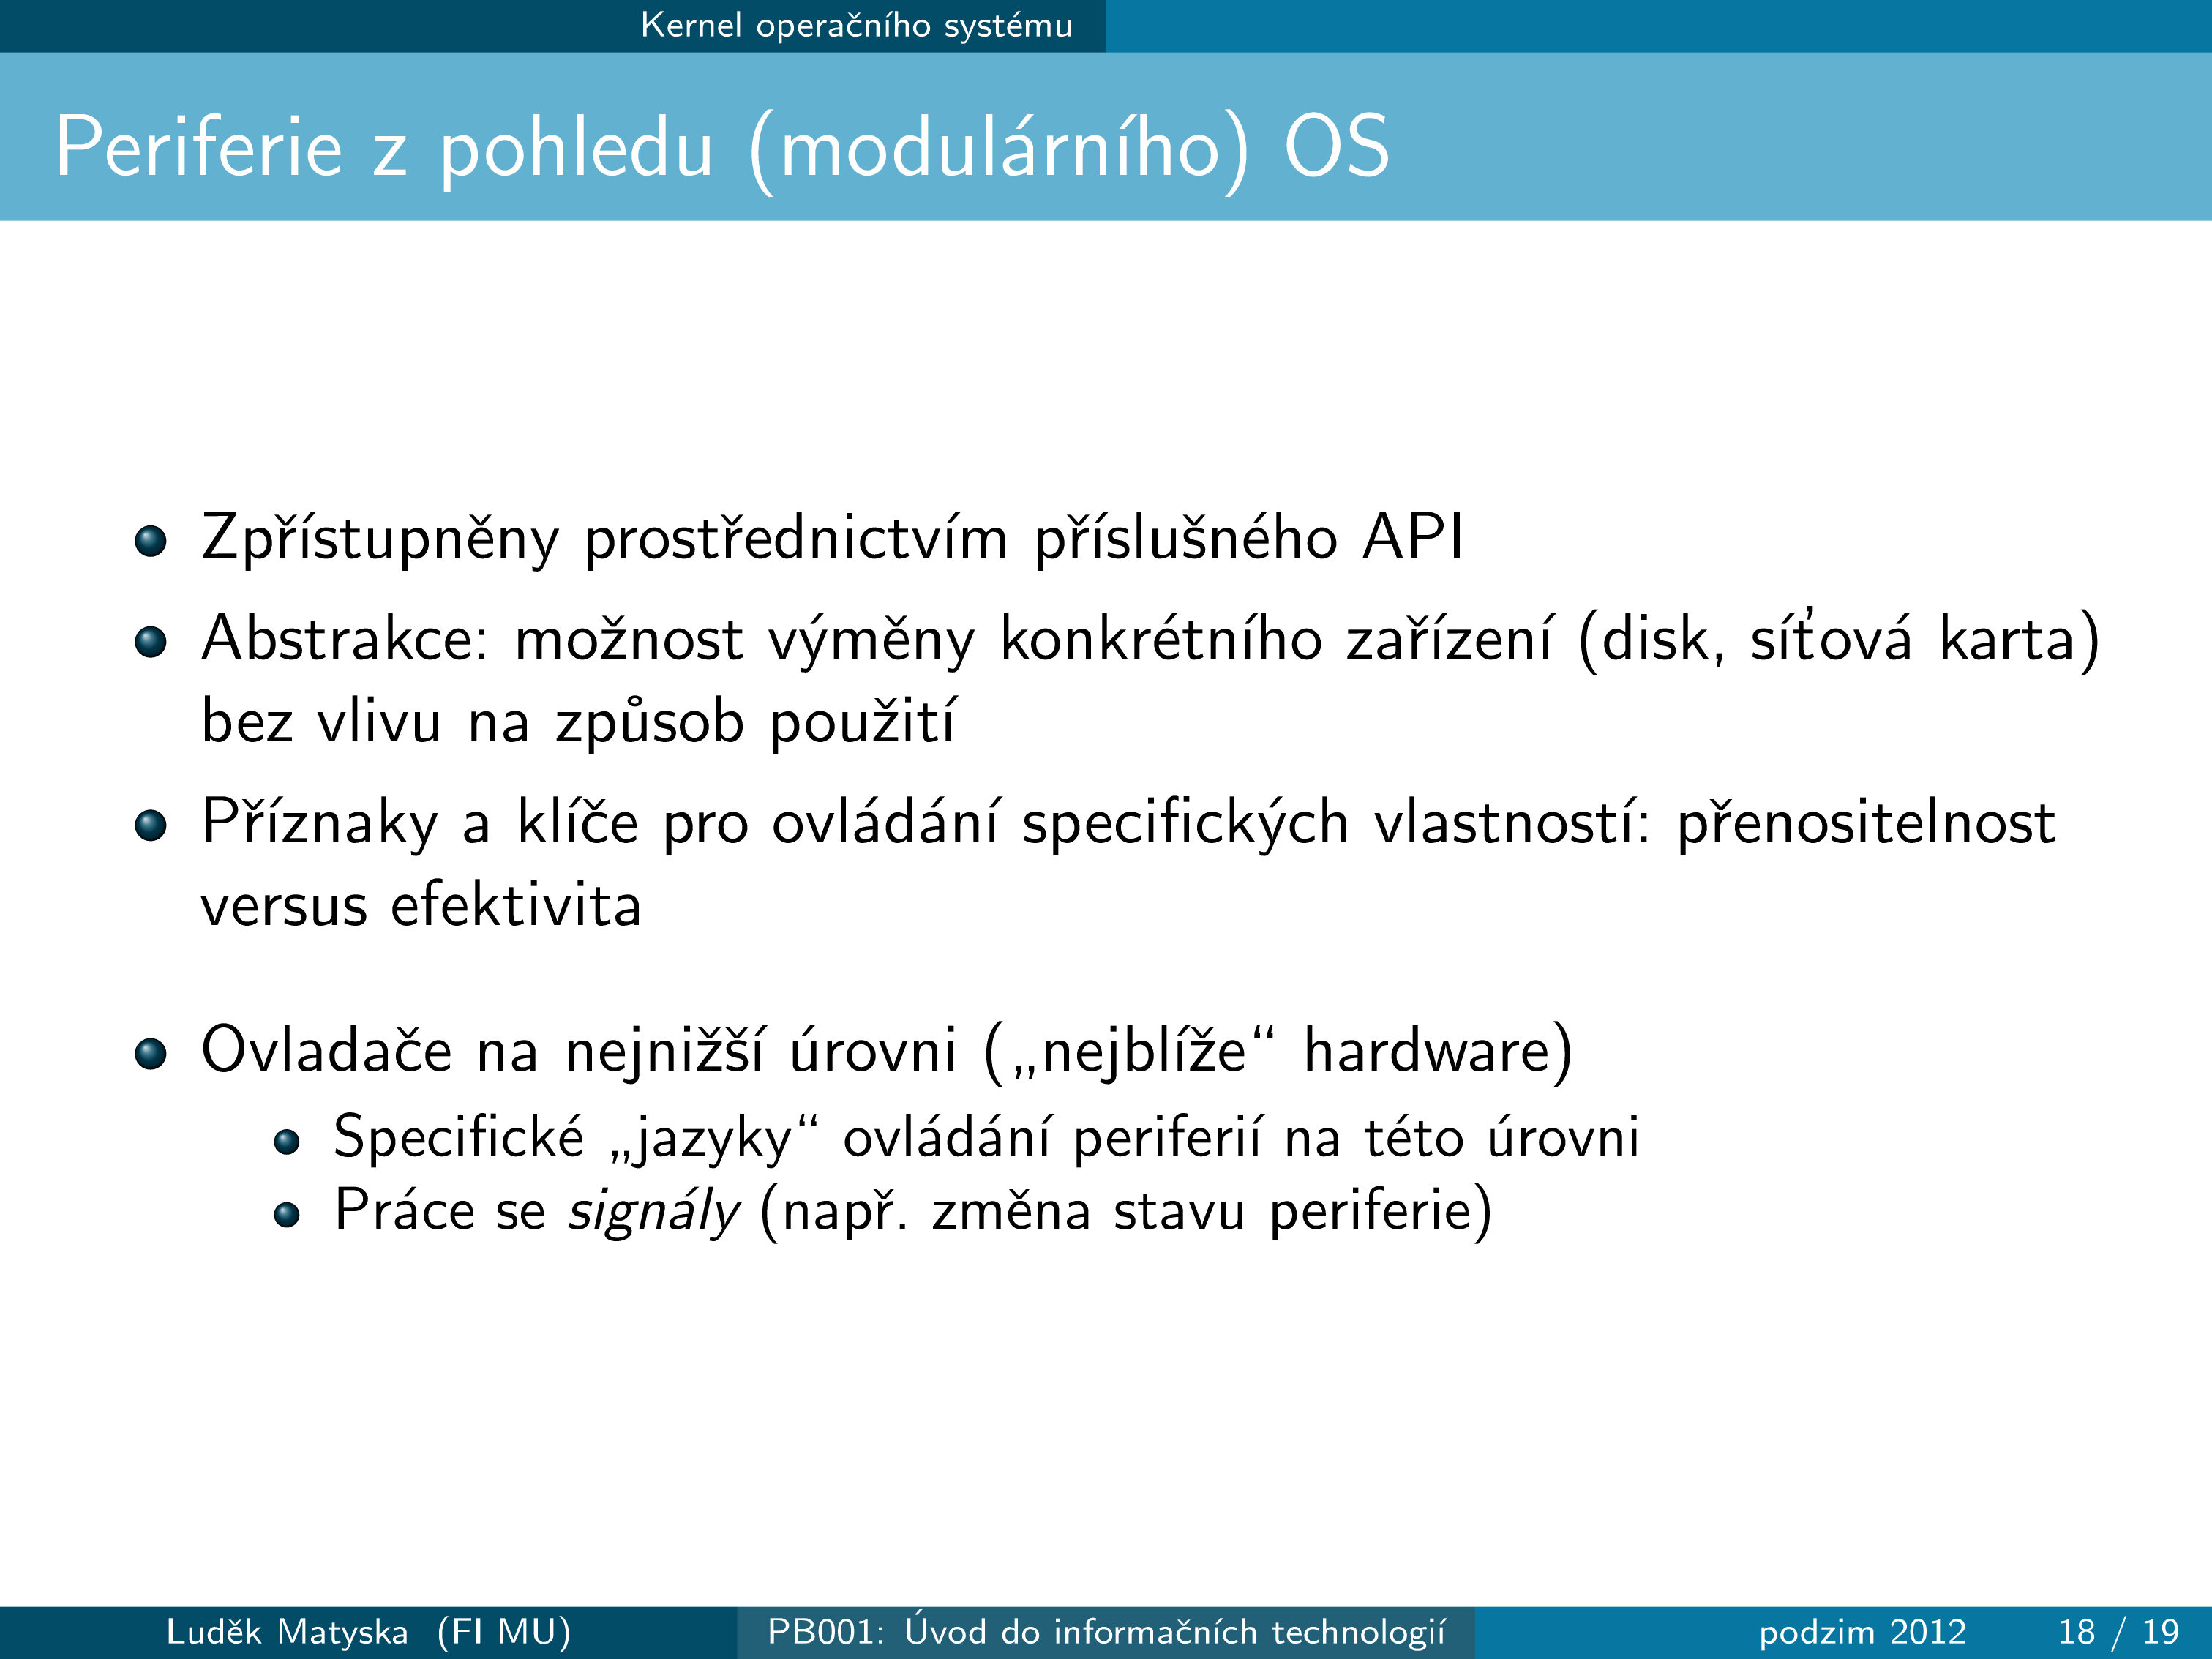 Kernel operačního systému
Periferie z pohledu (modulárního) OS
Zpřístupněny prostřednictvím příslušného API
Abstrakce: možnost výměny konkrétního zařízení (disk, síťová karta)
bez vlivu na způsob použití
Příznaky a klíče pro ovládání specifických vlastností: přenositelnost
versus efektivita
Ovladače na nejnižší úrovni („nejblíže“ hardware)
Specifické „jazyky“ ovládání periferií na této úrovni
Práce se signály (např. změna stavu periferie)
Luděk Matyska (FI MU) PB001: Úvod do informačních technologií podzim 2012 18 / 19